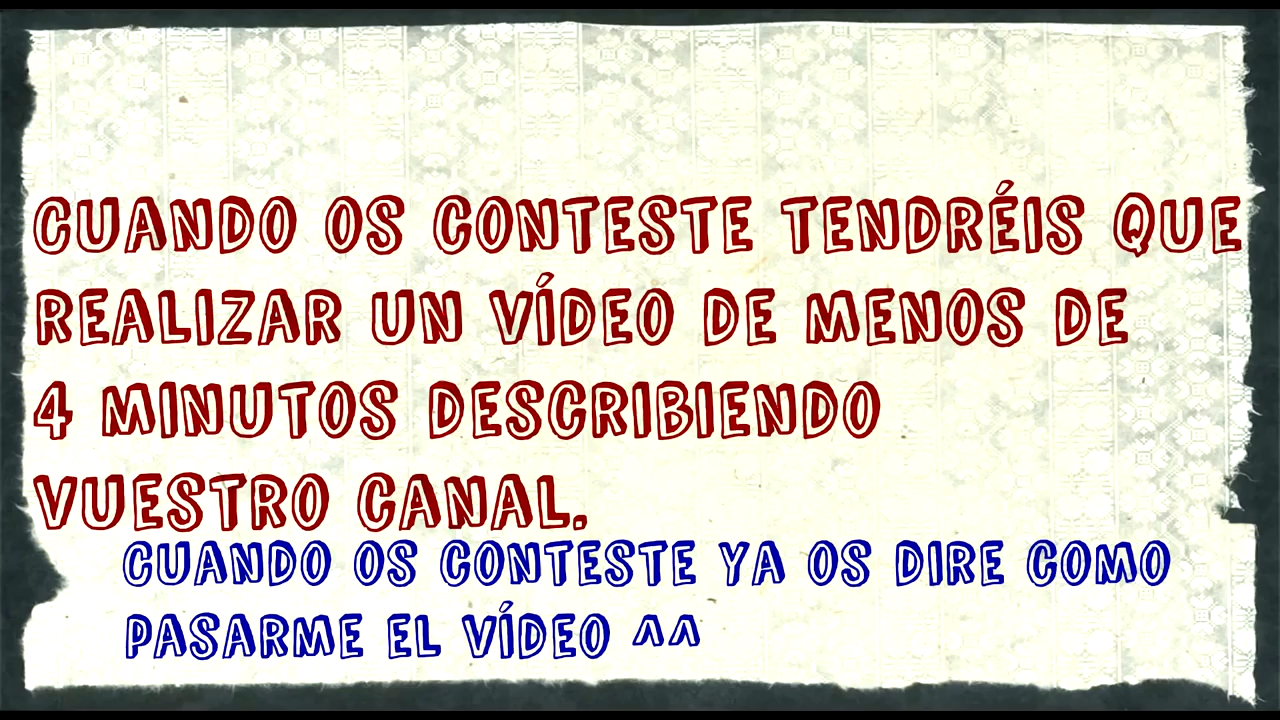 CUANDO OS CONTESTE TENDRÉIS QUE
REALIZAR UN VÍDEO DE MENOS DE
4 MINUTOS DESCRIBIENDO
VUESTRO CANAL.
CUANDO OS CONTESTE YA OS DIRE COMO
PASARME EL VÍDEO ^^